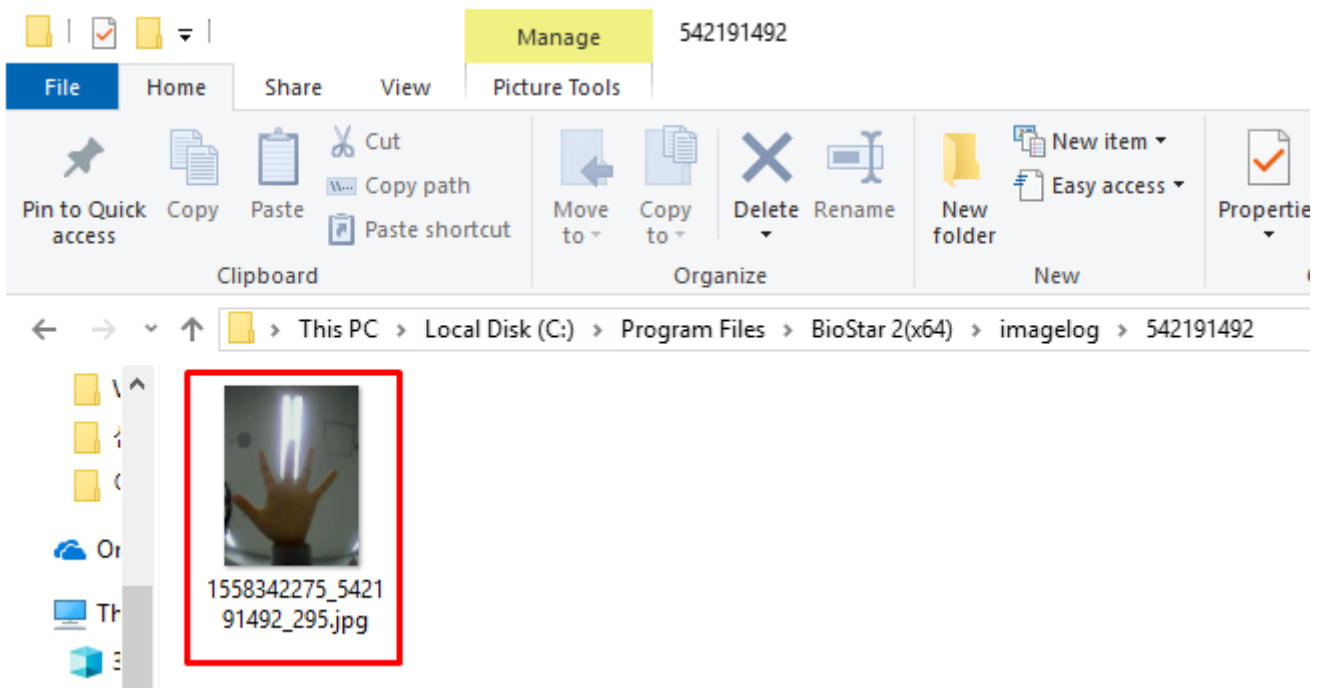 Manage 542191492
File Home Share View Picture Tools
Pin to Quick access
Copy
Paste
Cut
Copy path
Paste shortcut
Clipboard
Move to
Copy to
Delete
Rename
Organize
New folder
New item
Easy access
New
This PC > Local Disk (C:) > Program Files > BioStar 2(x64) > imagelog > 542191492
1558342275_5421
91492_295.jpg